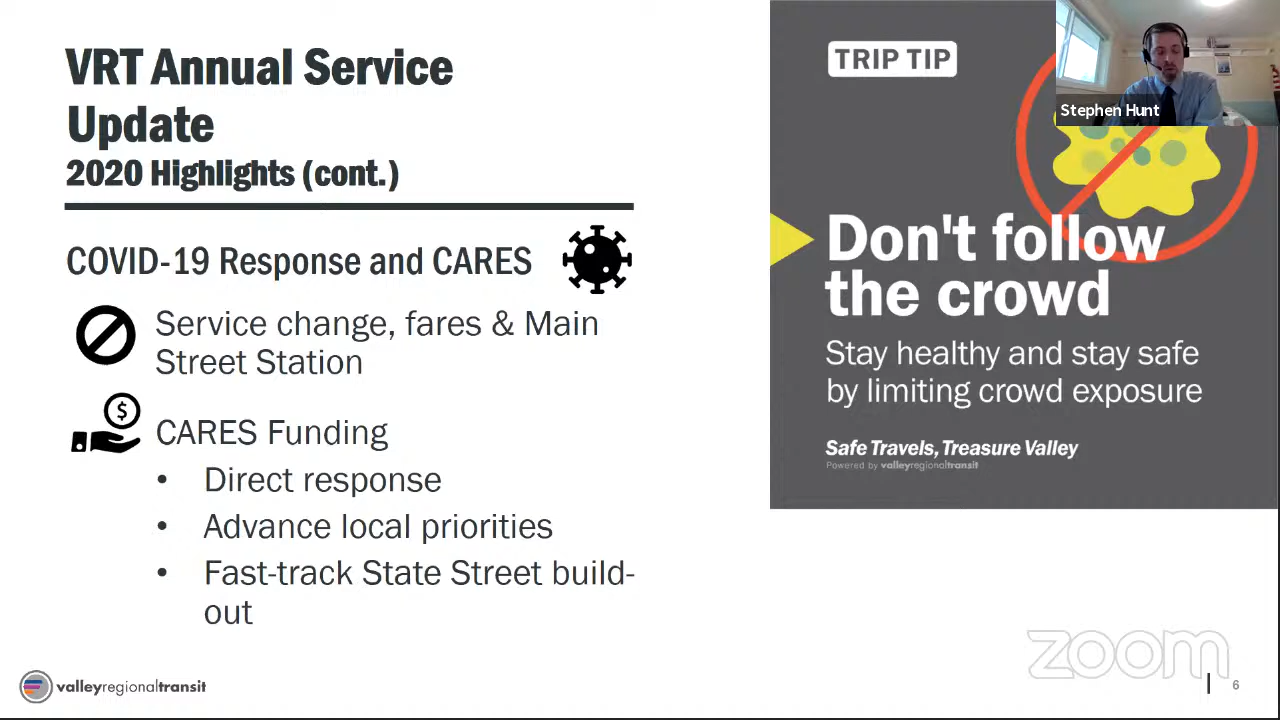 VRT Annual Service
Update
2020 Highlights (cont.)
COVID-19 Response and CARES
Service change, fares & Main
Street Station
$
CARES Funding
• Direct response
• Advance local priorities
• Fast-track State Street build-
out
valleyregionaltransit
TRIP TIP
Stephen Hunt
Don't follow
the crowd
Stay healthy and stay safe
by limiting crowd exposure
Safe Travels, Treasure Valley
Powered by valleyregionaltransit
zoom
6